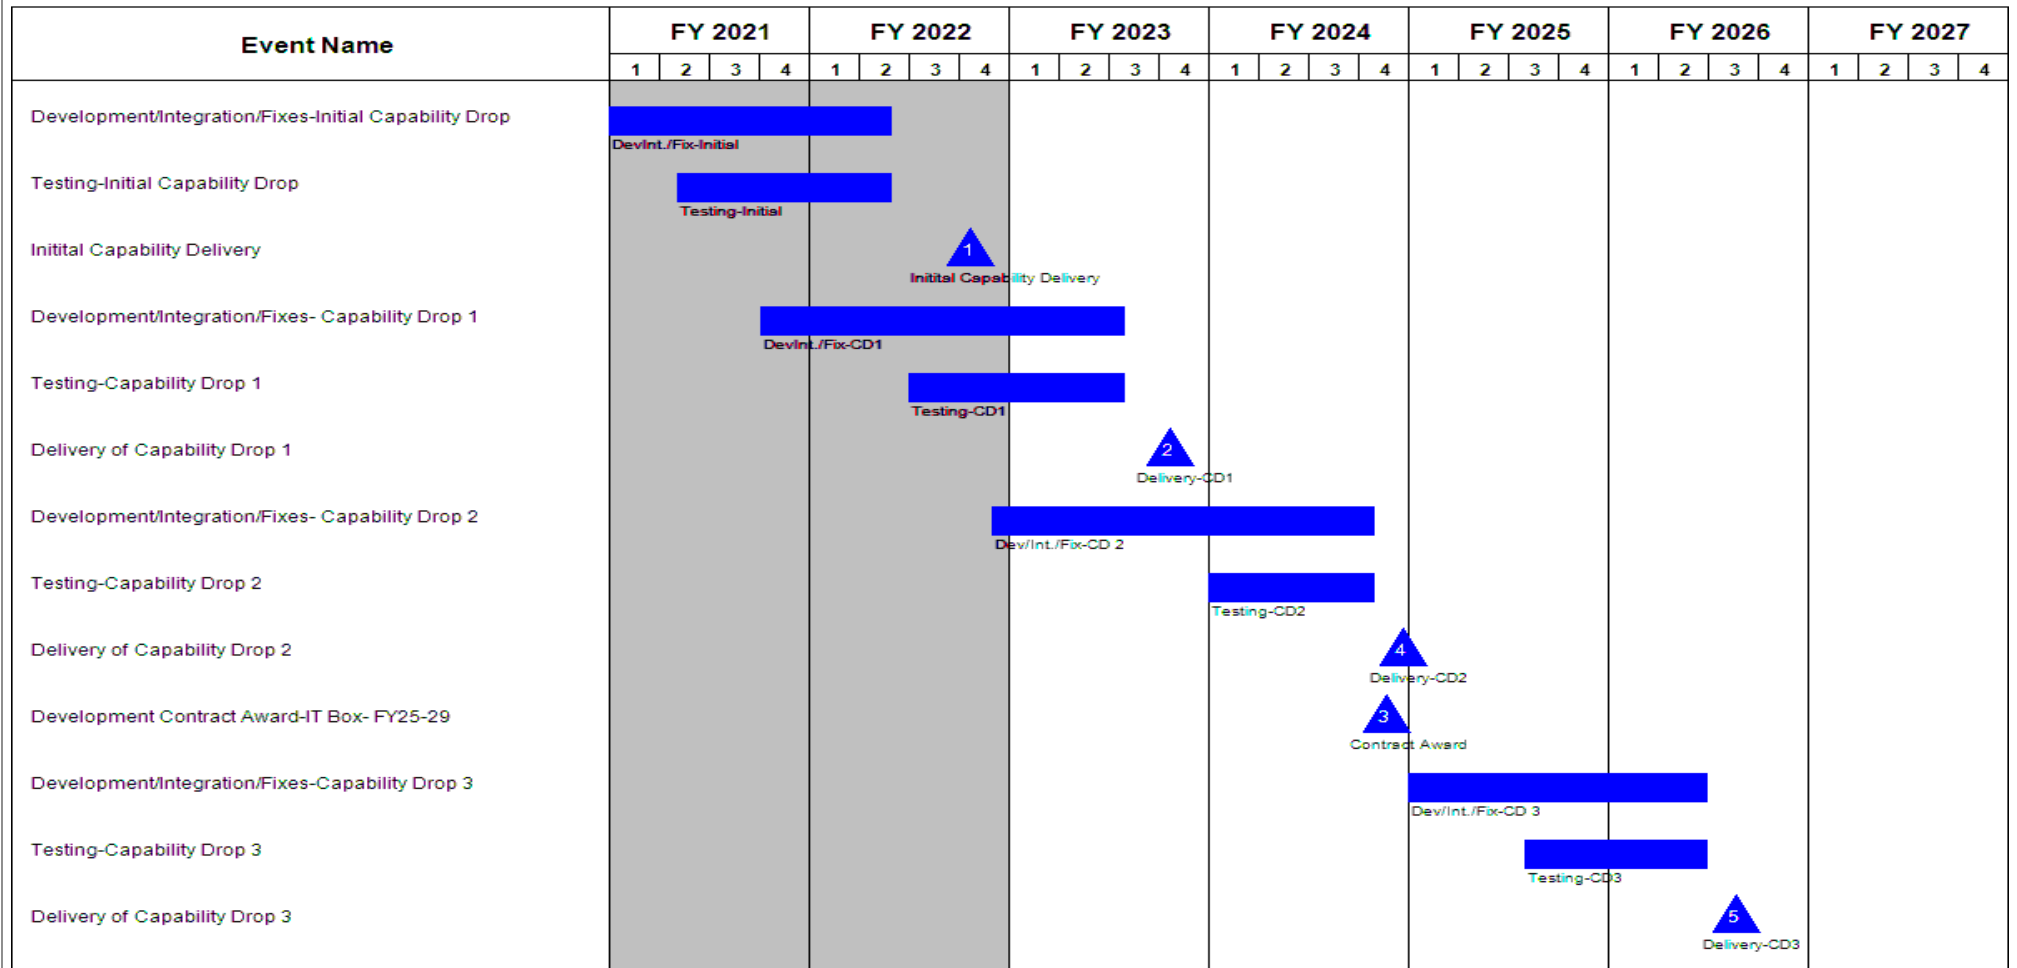 Event Name
FY 2021 FY 2022 FY 2023 FY 2024 FY 2025 FY 2026 FY 2027
1 2 3 4 1 2 3 4 1 2 3 4 1 2 3 4 1 2 3 4 1 2 3 4 1 2 3 4
Development/Integration/Fixes-Initial Capability Drop
DevInt./Fix-Initial
Testing-Initial Capability Drop
Testing-Initial
Initital Capability Delivery
1
Initital Capability Delivery
Development/Integration/Fixes- Capability Drop 1
DevInt./Fix-CD1
Testing-Capability Drop 1
Testing-CD1
Delivery of Capability Drop 1
2
Delivery-CD1
Development/Integration/Fixes- Capability Drop 2
Dev/Int./Fix-CD 2
Testing-Capability Drop 2
Testing-CD2
Delivery of Capability Drop 2
4
Delivery-CD2
Development Contract Award-IT Box- FY25-29
3
Contract Award
Development/Integration/Fixes-Capability Drop 3
Dev/Int./Fix-CD 3
Testing-Capability Drop 3
Testing-CD3
Delivery of Capability Drop 3
5
Delivery-CD3